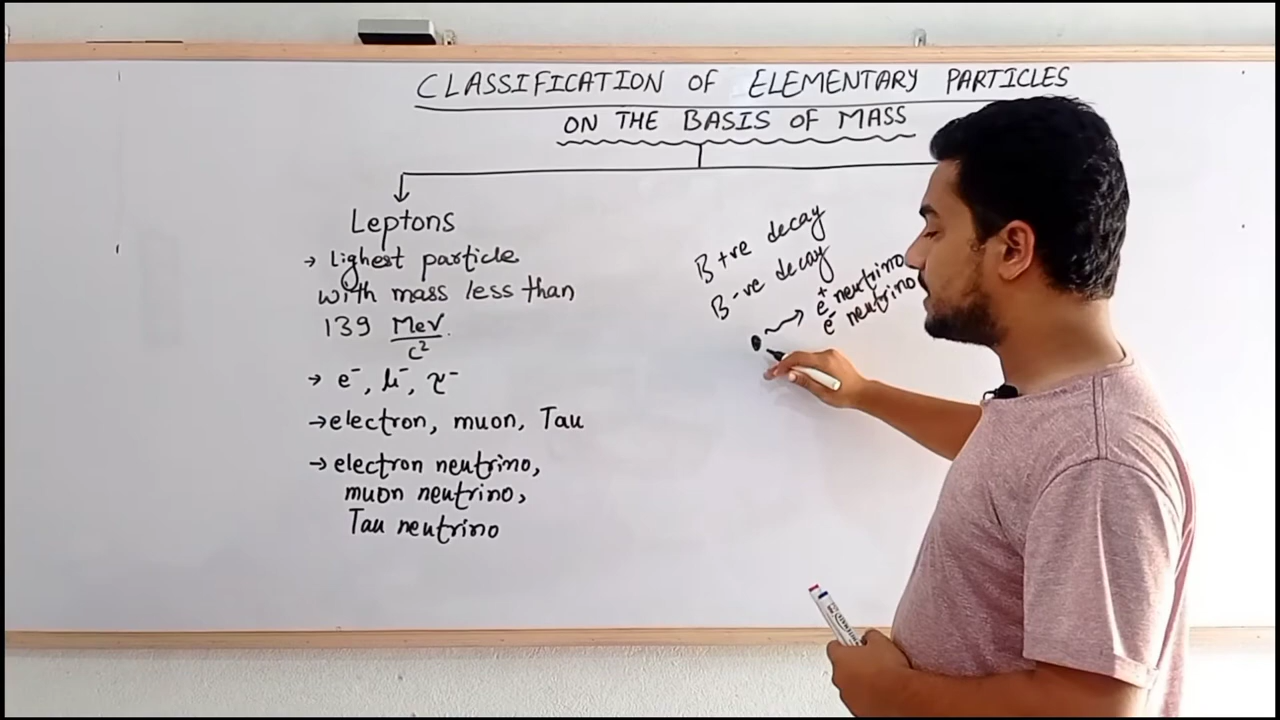 CLASSIFICATION OF ELEMENTARY PARTICLES
ON THE BASIS OF MASS
Leptons
→ lighest particle
with mass less than
139 MeV/c²
→ e⁻, μ⁻, τ⁻
→ electron, muon, Tau
→ electron neutrino,
muon neutrino,
Tau neutrino
B +ve decay
B -ve decay
e⁺ neutrino
e⁻ neutrino